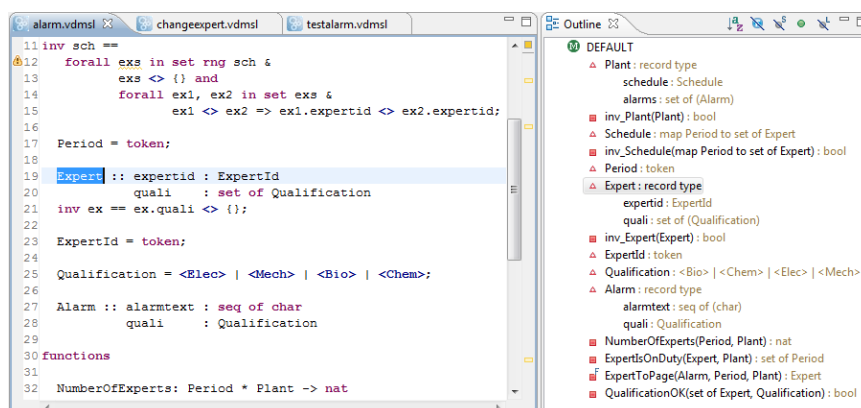 alarm.vdmsl
changeexpert.vdmsl
testalarm.vdmsl
11 inv sch ==
12 forall exs in set rng sch &
13 exs <> {} and
14 forall ex1, ex2 in set exs &
15 ex1 <> ex2 => ex1.expertid <> ex2.expertid;
16
17 Period = token;
18
19 Expert :: expertid : ExpertId
20 quali : set of Qualification
21 inv ex == ex.quali <> {};
22
23 ExpertId = token;
24
25 Qualification = <Elec> | <Mech> | <Bio> | <Chem>;
26
27 Alarm :: alarmtext : seq of char
28 quali : Qualification
29
30 functions
31
32 NumberOfExperts: Period * Plant -> nat
Outline
DEFAULT
Plant : record type
schedule : Schedule
alarms : set of (Alarm)
inv_Plant(Plant) : bool
Schedule : map Period to set of Expert
inv_Schedule(map Period to set of Expert) : bool
Period : token
Expert : record type
expertid : ExpertId
quali : set of (Qualification)
inv_Expert(Expert) : bool
ExpertId : token
Qualification : <Bio> | <Chem> | <Elec> | <Mech>
Alarm : record type
alarmtext : seq of (char)
quali : Qualification
NumberOfExperts(Period, Plant) : nat
ExpertIsOnDuty(Expert, Plant) : set of Period
ExpertToPage(Alarm, Period, Plant) : Expert
QualificationOK(set of Expert, Qualification) : bool